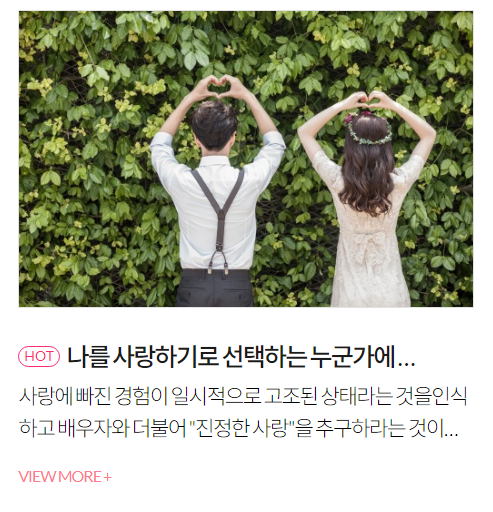 HOT 나를 사랑하기로 선택하는 누군가에...
사랑에 빠진 경험이 일시적으로 고조된 상태라는 것을인식
하고 배우자와 더불어 "진정한 사랑"을 추구하라는 것이...
VIEW MORE +